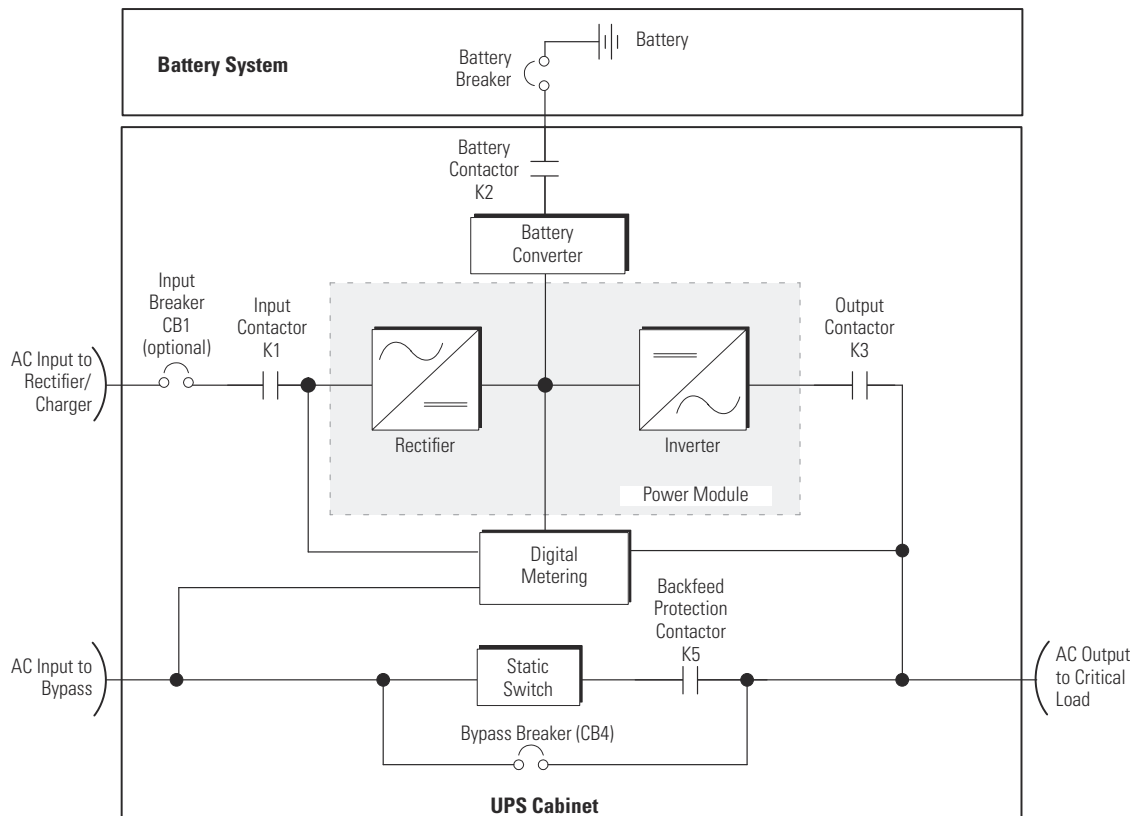 Battery System
Battery
Breaker
Battery
Battery
Contactor
K2
Battery
Converter
Input
Breaker
CB1
(optional)
Input
Contactor
K1
Output
Contactor
K3
AC Input to
Rectifier/
Charger
Rectifier
Inverter
Power Module
Digital
Metering
Backfeed
Protection
Contactor
K5
AC Input to
Bypass
Static
Switch
AC Output
to Critical
Load
Bypass Breaker (CB4)
UPS Cabinet